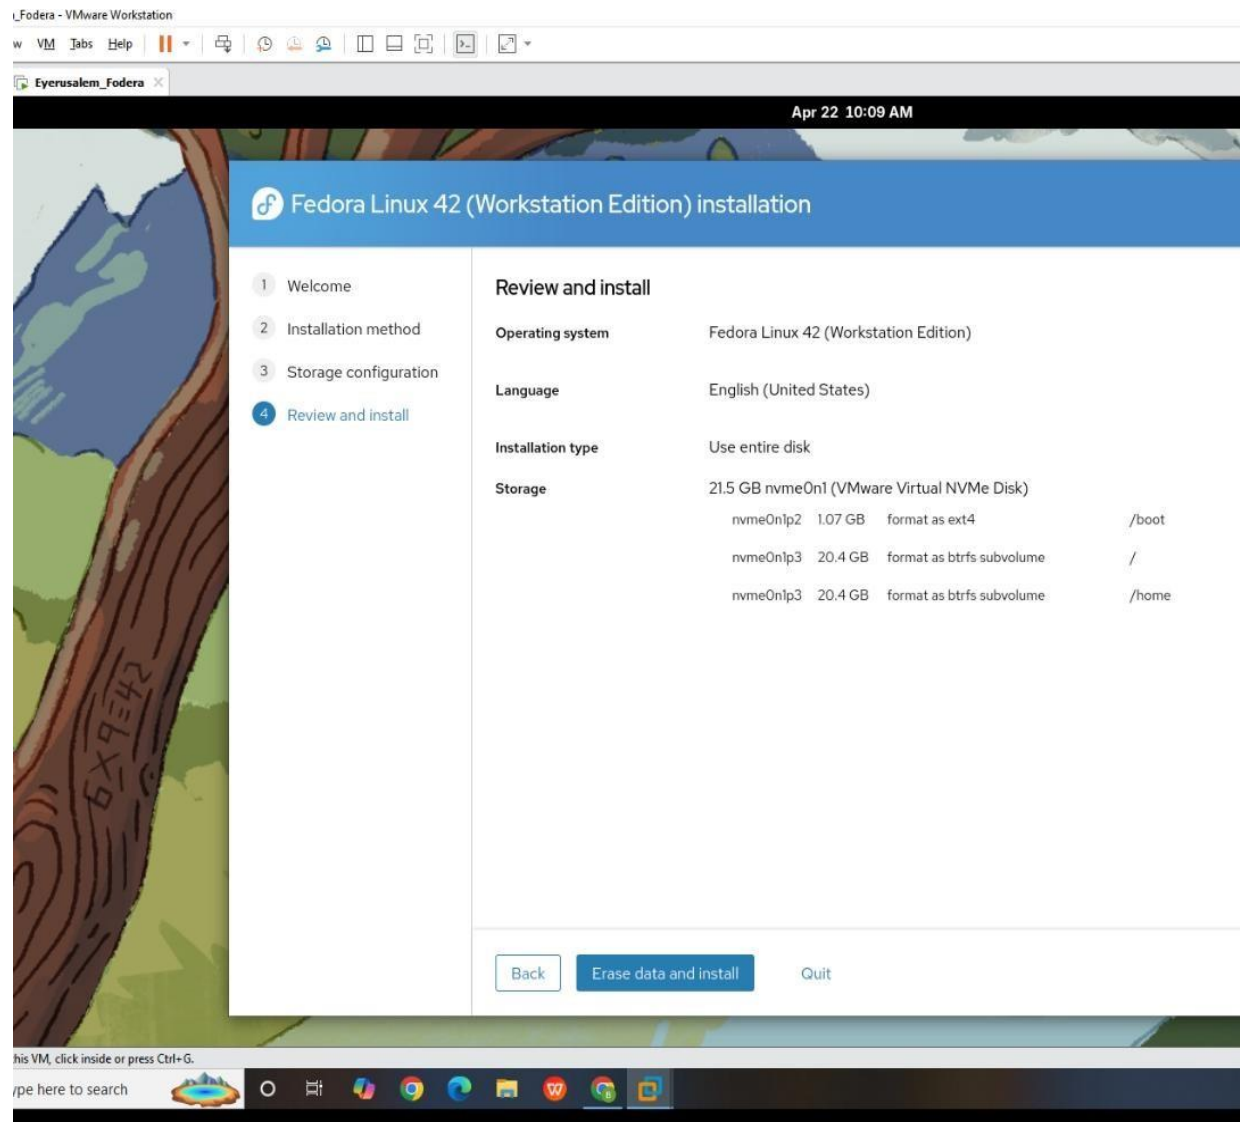 _Fodera - VMware Workstation
w VM Tabs Help
Eyerusalem_Fodera
Apr 22 10:09 AM
Fedora Linux 42 (Workstation Edition) installation
1 Welcome
2 Installation method
3 Storage configuration
4 Review and install
Review and install
Operating system Fedora Linux 42 (Workstation Edition)
Language English (United States)
Installation type Use entire disk
Storage 21.5 GB nvme0n1 (VMware Virtual NVMe Disk)
nvme0n1p2 1.07 GB format as ext4 /boot
nvme0n1p3 20.4 GB format as btrfs subvolume /
nvme0n1p3 20.4 GB format as btrfs subvolume /home
6X9=42
Back Erase data and install Quit
this VM, click inside or press Ctrl+G.
ype here to search